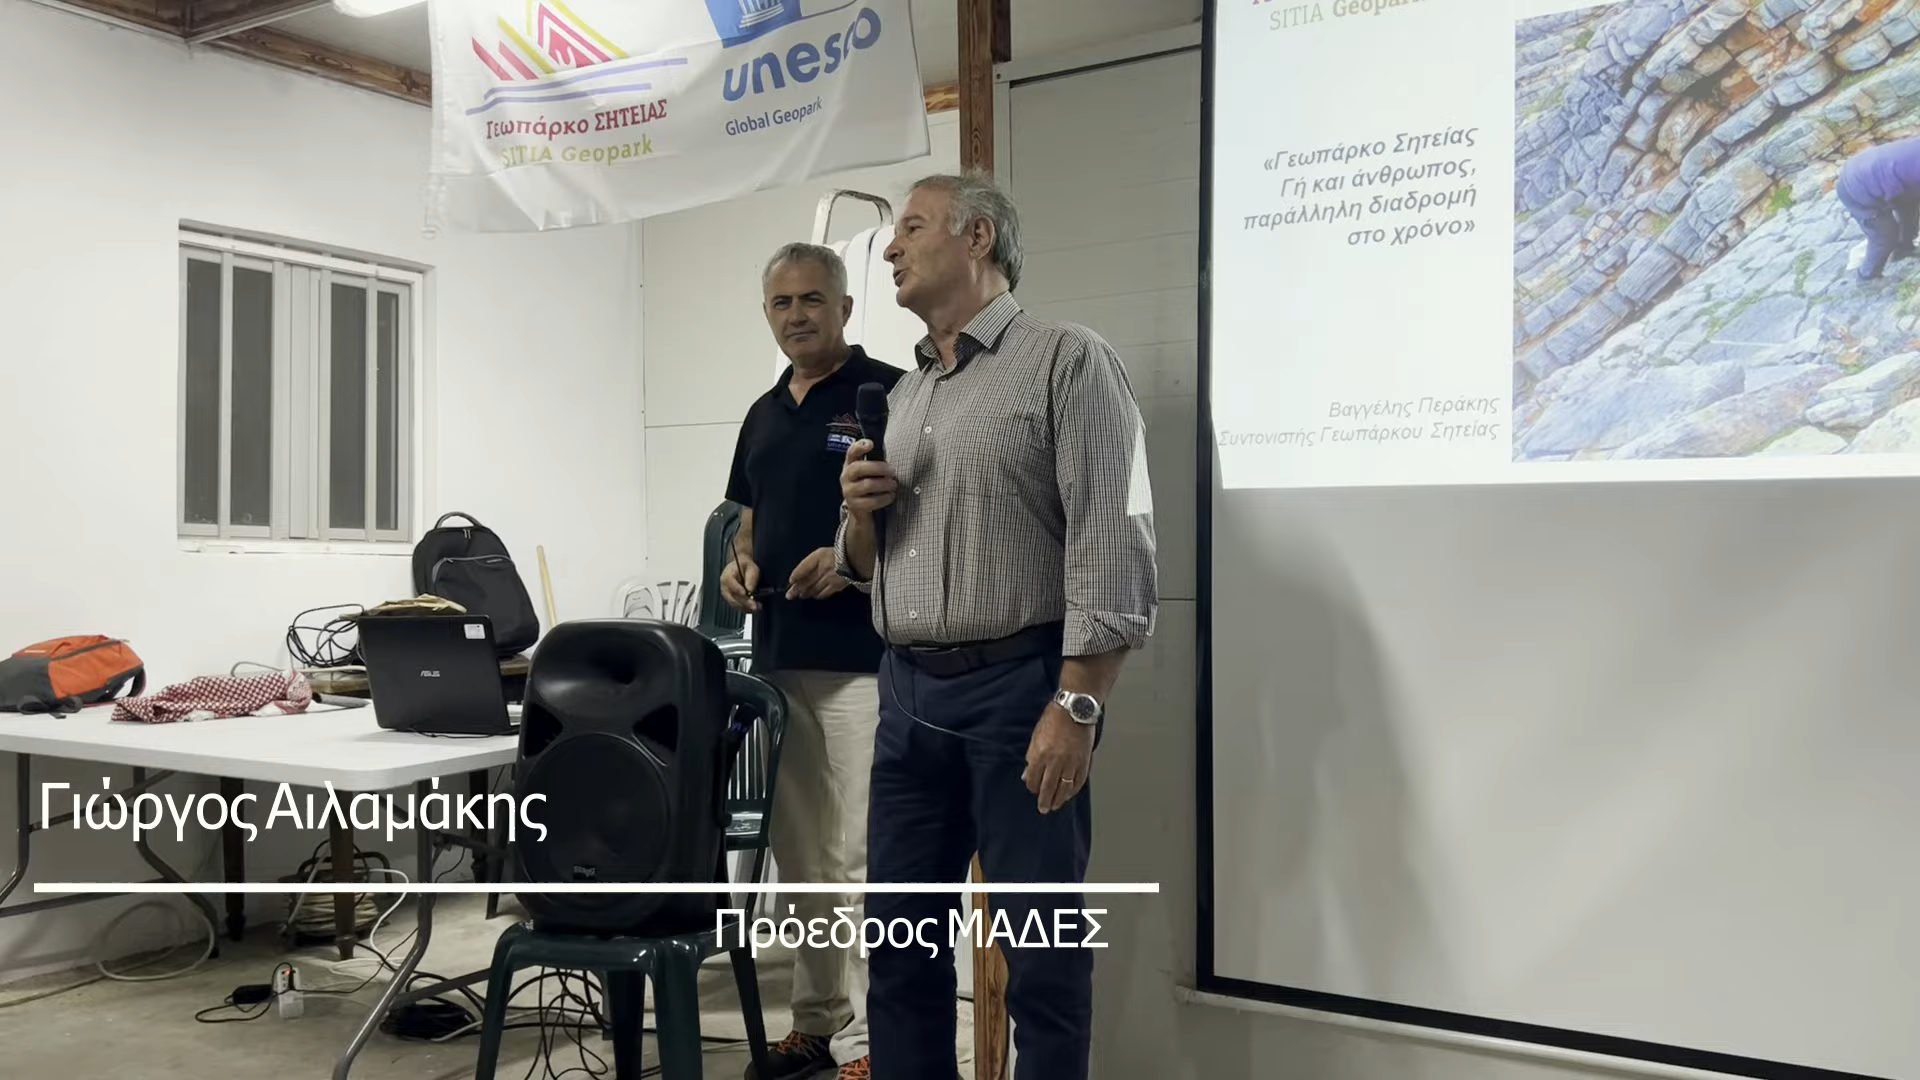 Γεωπάρκο ΣΗΤΕΙΑΣ
SITIA Geopark
unesco
Global Geopark
SITIA Geopark
«Γεωπάρκο Σητείας
Γή και άνθρωπος,
παράλληλη διαδρομή
στο χρόνο»
Βαγγέλης Περάκης
Συντονιστής Γεωπάρκου Σητείας
ASUS
Γιώργος Αιλαμάκης
Πρόεδρος ΜΑΔΕΣ